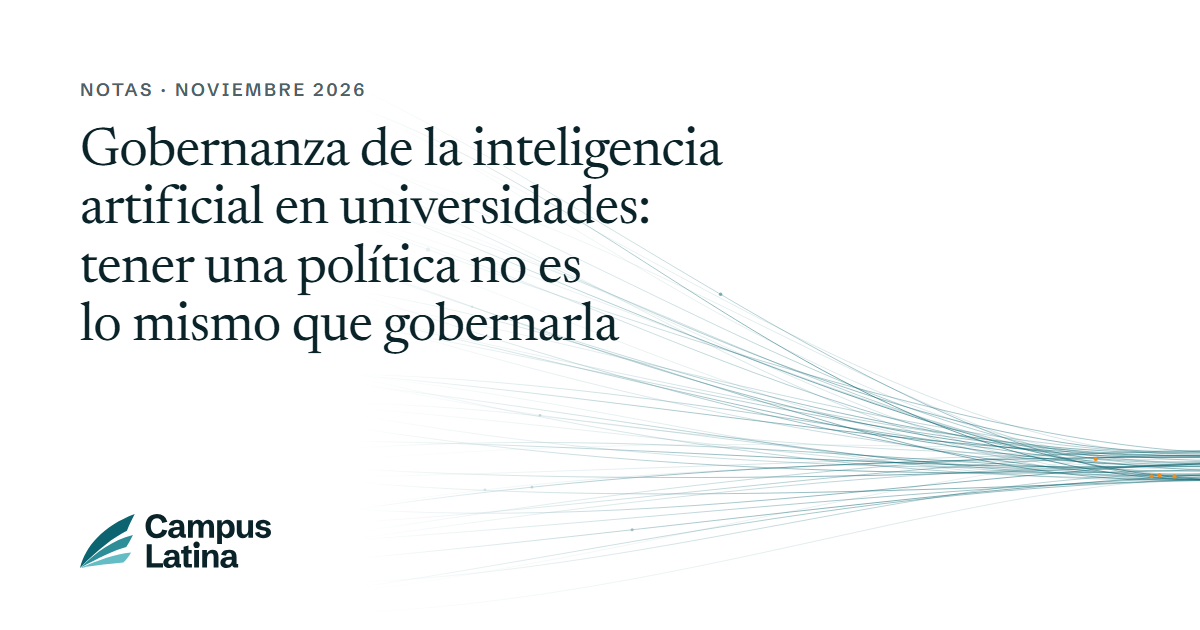 NOTAS · NOVIEMBRE 2026
Gobernanza de la inteligencia
artificial en universidades:
tener una política no es
lo mismo que gobernarla
Campus
Latina